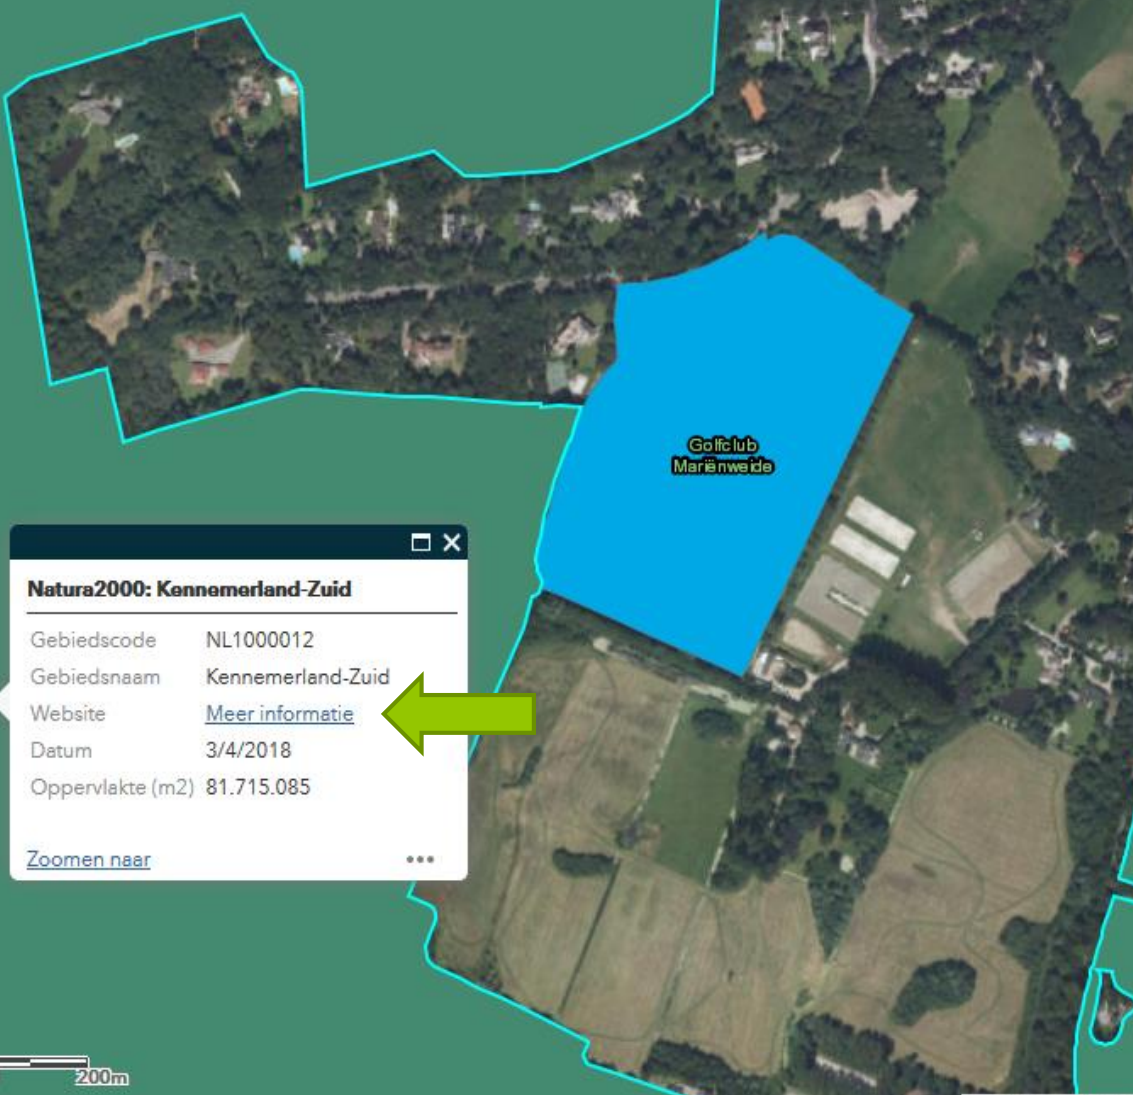 Golfclub
Mariënweide
Natura2000: Kennemerland-Zuid
Gebiedscode NL1000012
Gebiedsnaam Kennemerland-Zuid
Website Meer informatie
Datum 3/4/2018
Oppervlakte (m2) 81.715.085
Zoomen naar
200m